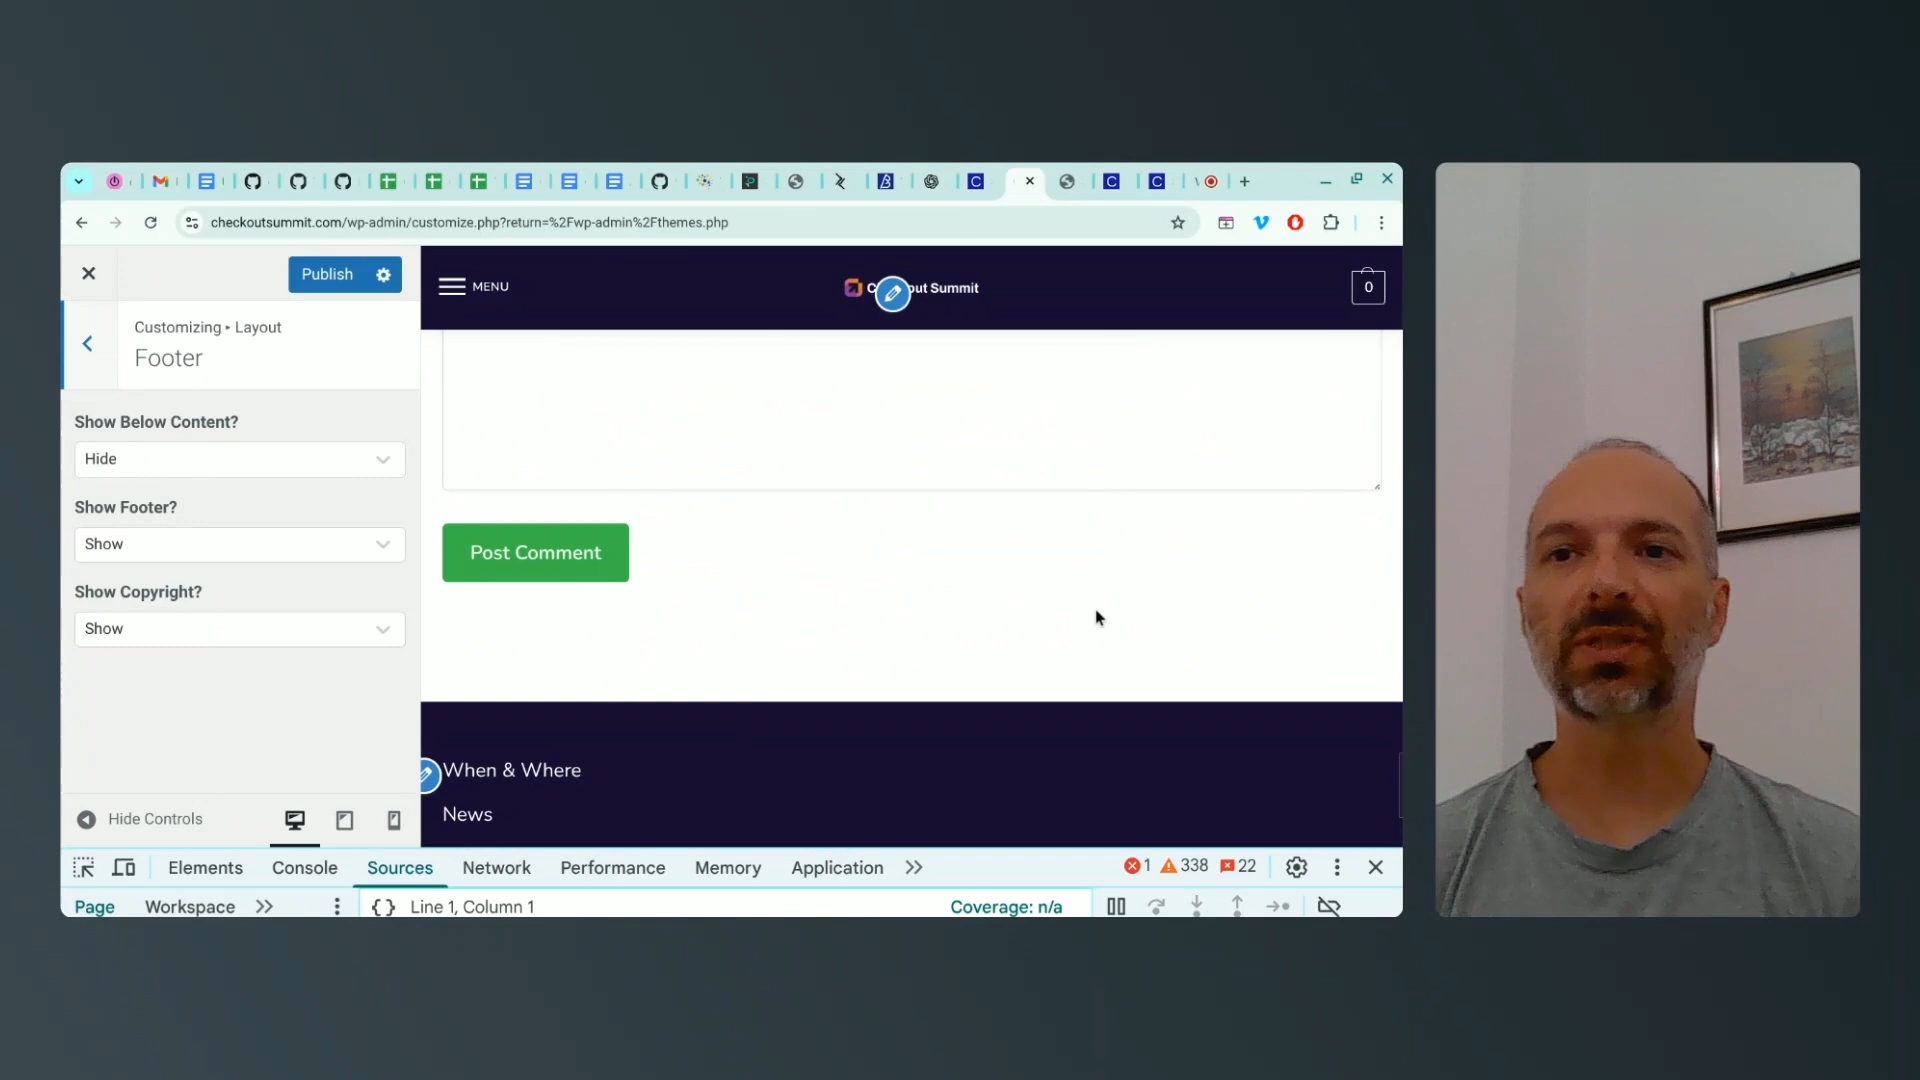 checkoutsummit.com/wp-admin/customize.php?return=%2Fwp-admin%2Fthemes.php
Publish
Customizing ▸ Layout
Footer
Show Below Content?
Hide
Show Footer?
Show
Show Copyright?
Show
Hide Controls
MENU
out Summit
0
Post Comment
When & Where
News
Elements
Console
Sources
Network
Performance
Memory
Application
1
338
22
Page
Workspace
{ } Line 1, Column 1
Coverage: n/a